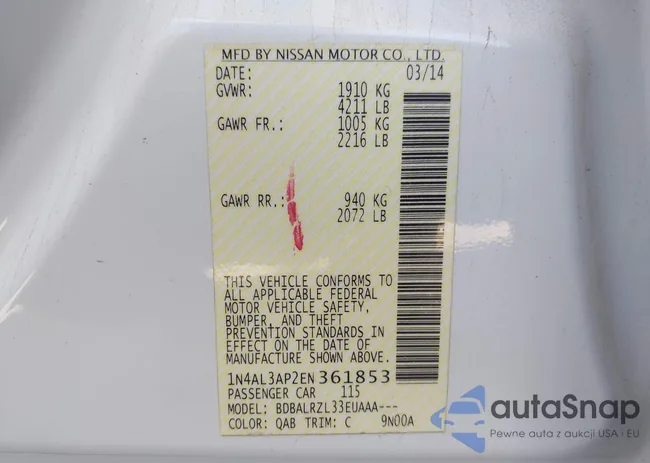 MFD BY NISSAN MOTOR CO., LTD.
DATE: 03/14
GVWR: 1910 KG
4211 LB
GAWR FR.: 1005 KG
2216 LB
GAWR RR.: 940 KG
2072 LB
THIS VEHICLE CONFORMS TO
ALL APPLICABLE FEDERAL
MOTOR VEHICLE SAFETY,
BUMPER, AND THEFT
PREVENTION STANDARDS IN
EFFECT ON THE DATE OF
MANUFACTURE SHOWN ABOVE.
1N4AL3AP2EN361853
PASSENGER CAR 115
MODEL: BDBALRZL33EUAAA---
COLOR: QAB TRIM: C 9N00A
autoSnap
Pewne auta z aukcji USA i EU